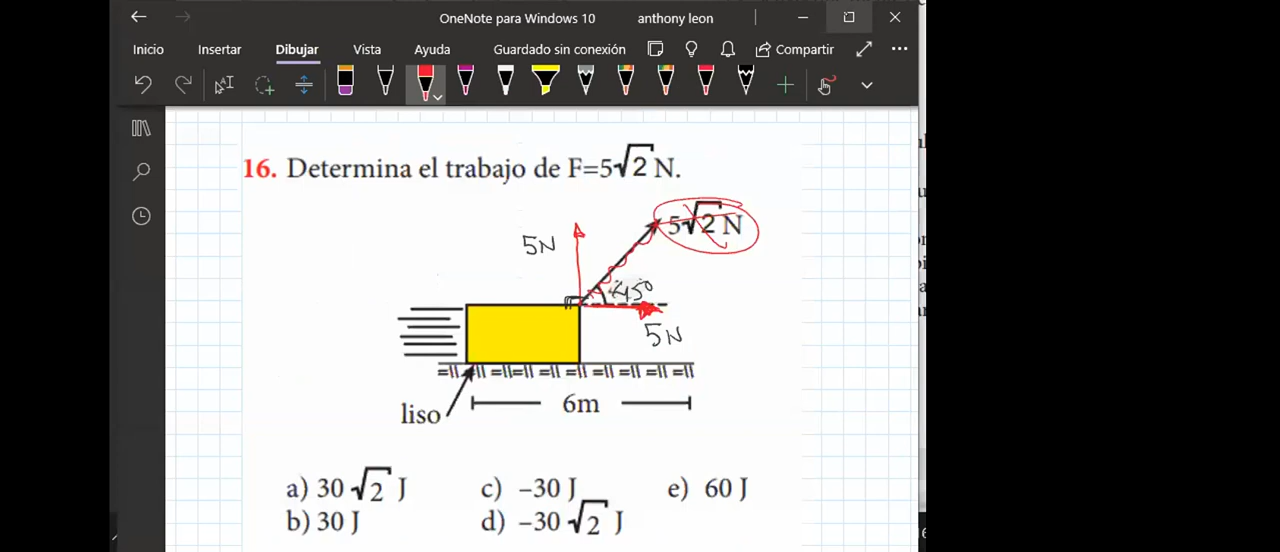 OneNote para Windows 10
anthony leon
Inicio Insertar Dibujar Vista Ayuda Guardado sin conexión Compartir
16. Determina el trabajo de F=5√2 N.
5√2 N
5N
45°
5N
liso
6m
a) 30 √2 J c) –30 J e) 60 J
b) 30 J d) –30 √2 J